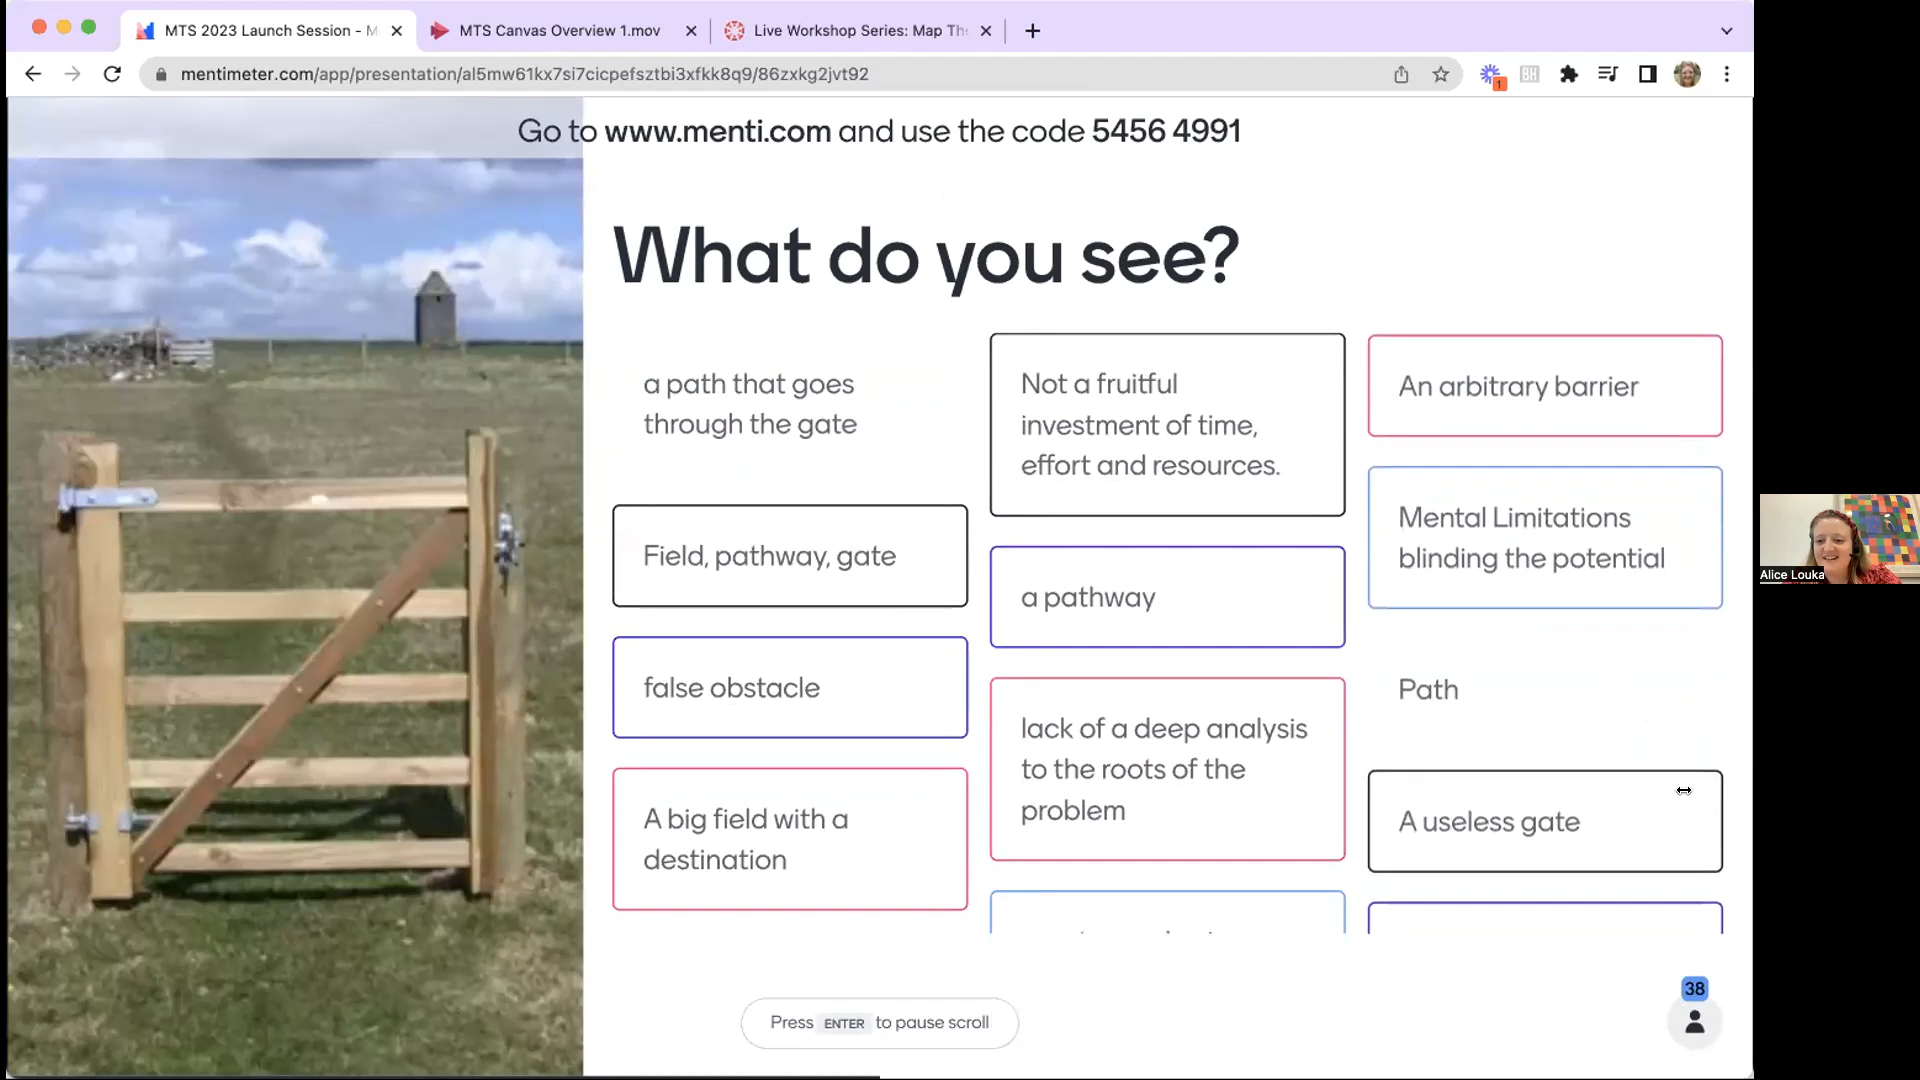 MTS 2023 Launch Session - M
MTS Canvas Overview 1.mov
Live Workshop Series: Map Th
mentimeter.com/app/presentation/al5mw61kx7si7cicpefsztbi3xfkk8q9/86zxkg2jvt92
1
Go to www.menti.com and use the code 5456 4991
What do you see?
a path that goes
through the gate
Field, pathway, gate
false obstacle
A big field with a
destination
Not a fruitful
investment of time,
effort and resources.
a pathway
lack of a deep analysis
to the roots of the
problem
An arbitrary barrier
Mental Limitations
blinding the potential
Path
A useless gate
38
Press ENTER to pause scroll
Alice Louka